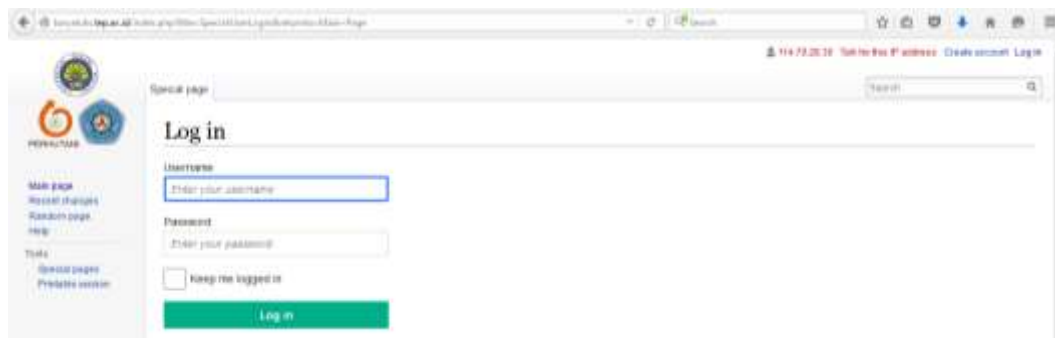 Search
Talk for this IP address Create account Log in
Special page
Search
Log in
Username
Enter your username
Main page
Recent changes
Random page
Help
Password
Enter your password
Tools
Special pages
Printable version
Keep me logged in
Log in